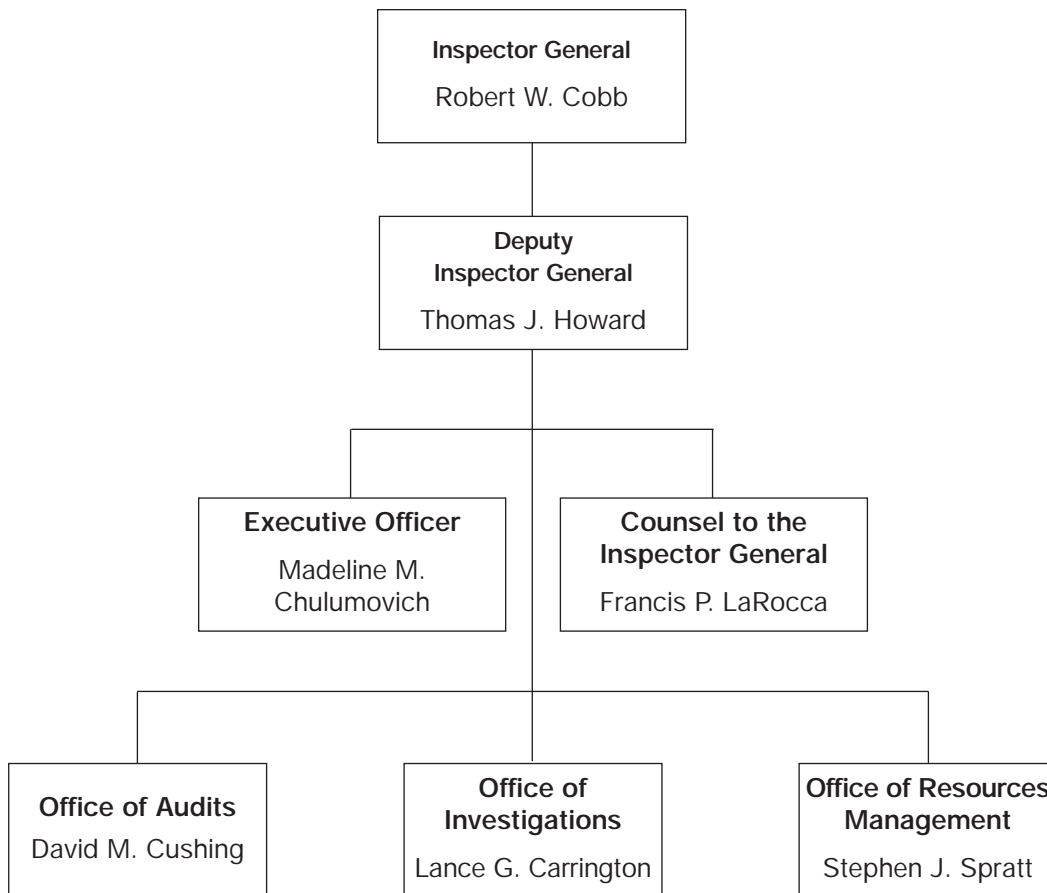 Inspector General
Robert W. Cobb
Deputy
Inspector General
Thomas J. Howard
Executive Officer
Madeline M.
Chulumovich
Counsel to the
Inspector General
Francis P. LaRocca
Office of Audits
David M. Cushing
Office of
Investigations
Lance G. Carrington
Office of Resources
Management
Stephen J. Spratt